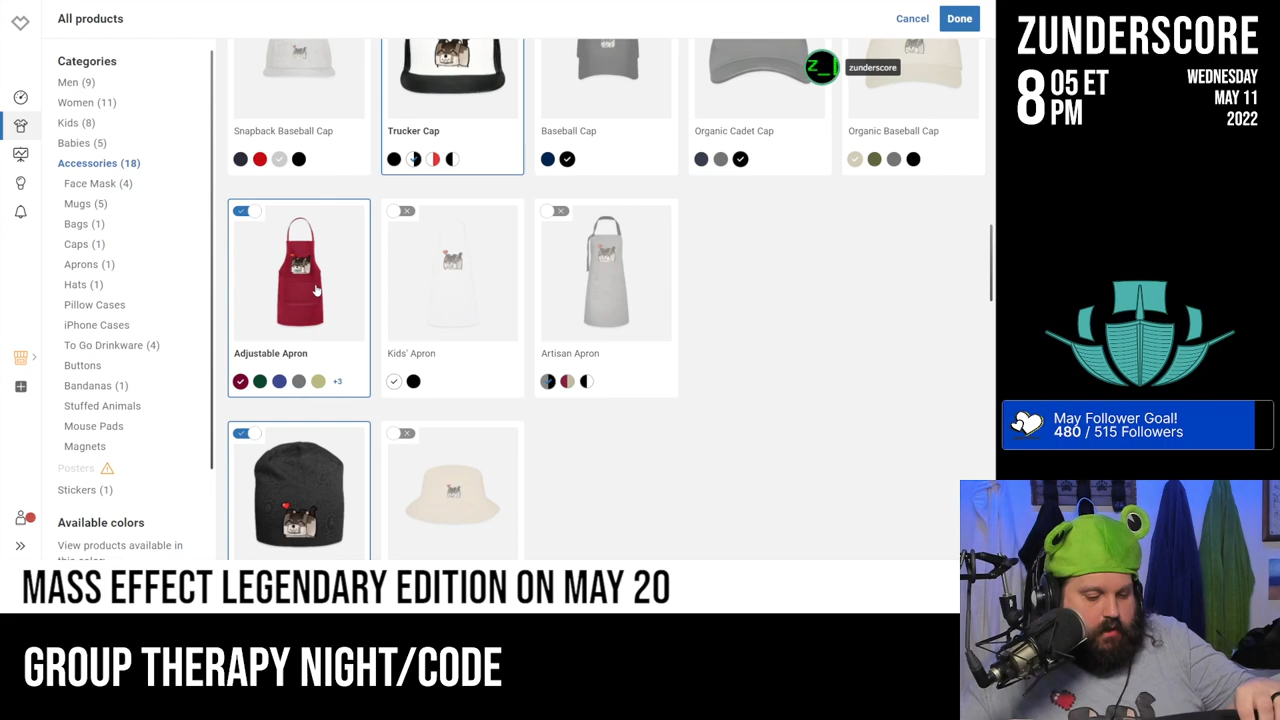 All products
Cancel
Done
Categories
Men (9)
Women (11)
Kids (8)
Babies (5)
Accessories (18)
Face Mask (4)
Mugs (5)
Bags (1)
Caps (1)
Aprons (1)
Hats (1)
Pillow Cases
iPhone Cases
To Go Drinkware (4)
Buttons
Bandanas (1)
Stuffed Animals
Mouse Pads
Magnets
Posters
Stickers (1)
Available colors
View products available in
Snapback Baseball Cap
Trucker Cap
Baseball Cap
Organic Cadet Cap
Organic Baseball Cap
z_
zunderscore
Adjustable Apron
Kids' Apron
Artisan Apron
+3
ZUNDERSCORE
8 05 ET
PM
WEDNESDAY
MAY 11
2022
May Follower Goal!
480 / 515 Followers
MASS EFFECT LEGENDARY EDITION ON MAY 20
GROUP THERAPY NIGHT/CODE